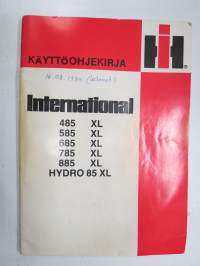 KÄYTTÖOHJEKIRJA
International
485 XL
585 XL
685 XL
785 XL
885 XL
HYDRO 85 XL